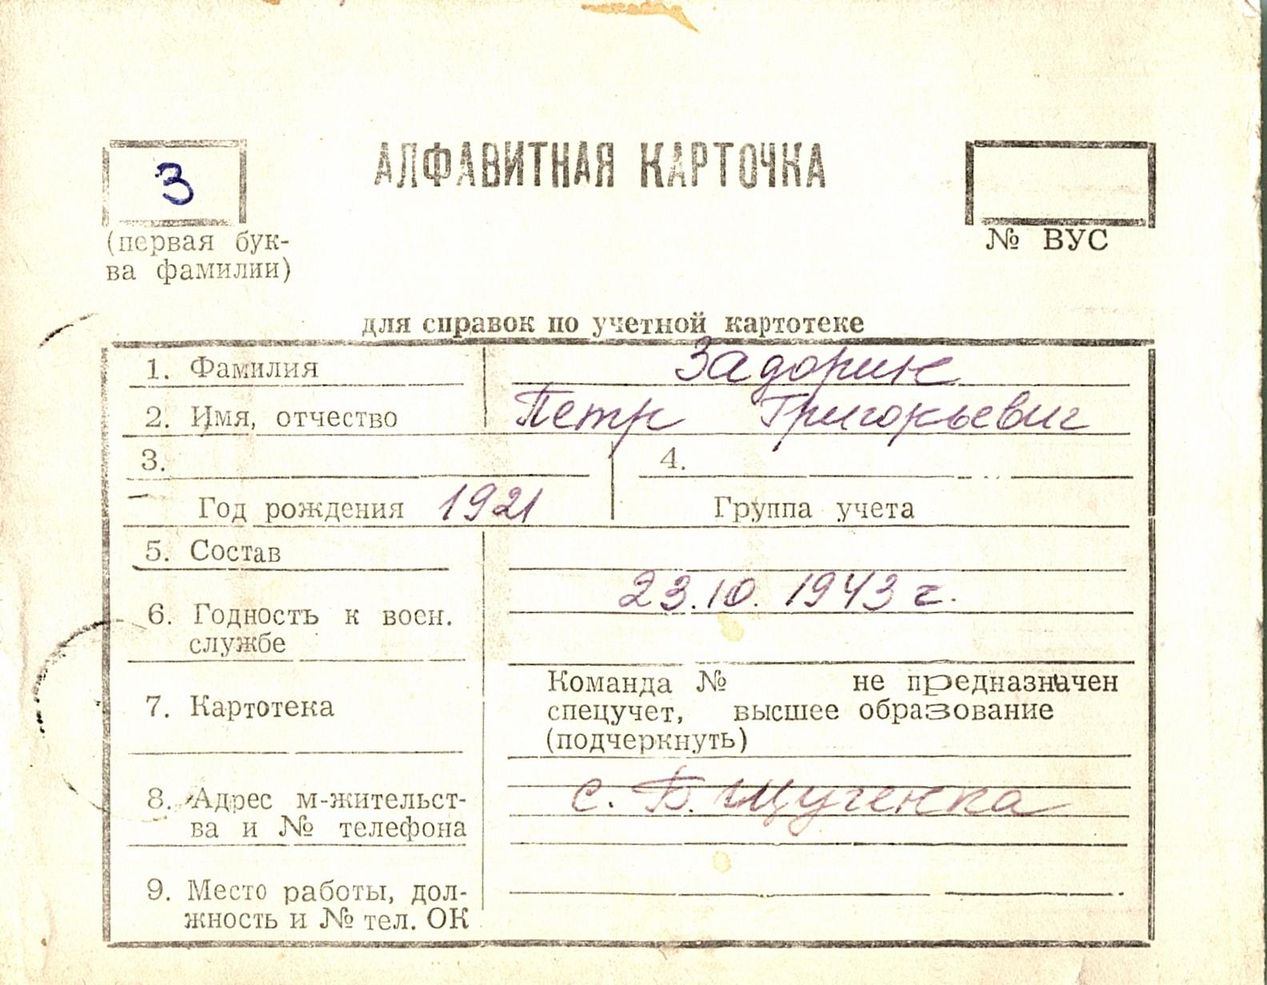 З
АЛФАВИТНАЯ КАРТОЧКА
(первая бук-
ва фамилии)
№ ВУС
для справок по учетной картотеке
1. Фамилия Задорин
2. Имя, отчество Петр Григорьевич
3. 4.
Год рождения 1921 Группа учета
5. Состав
23.10.1943 г.
6. Годность к воен.
службе
7. Картотека
Команда № не предназначен
спецучет, высшее образование
(подчеркнуть)
8. Адрес м-жительст-
ва и № телефона
с. Б. Щученка
9. Место работы, дол-
жность и № тел. ОК